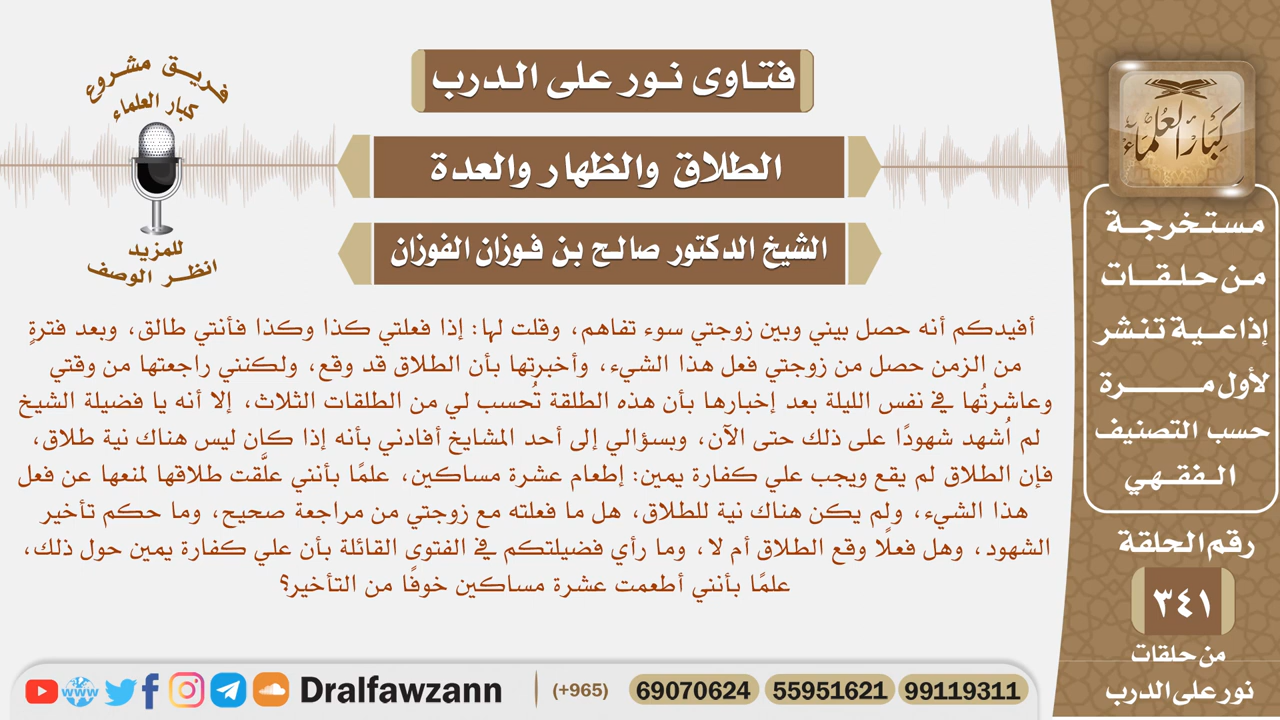 فتاوى نور على الدرب
الطلاق والظهار والعدة
الشيخ الدكتور صالح بن فوزان الفوزان
فريق مشروع
كبار العلماء
للمزيد
انظر الوصف
أفيدكم أنه حصل بيني وبين زوجتي سوء تفاهم، وقلت لها: إذا فعلتي كذا وكذا فأنتي طالق، وبعد فترةٍ
من الزمن حصل من زوجتي فعل هذا الشيء، وأخبرتها بأن الطلاق قد وقع، ولكنني راجعتها من وقتي
وعاشرتُها في نفس الليلة بعد إخبارها بأن هذه الطلقة تُحسب لي من الطلقات الثلاث، إلا أنه يا فضيلة الشيخ
لم أُشهد شهودًا على ذلك حتى الآن، وبسؤالي إلى أحد المشايخ أفادني بأنه إذا كان ليس هناك نية طلاق،
فإن الطلاق لم يقع ويجب علي كفارة يمين: إطعام عشرة مساكين، علمًا بأنني علَّقت طلاقها لمنعها عن فعل
هذا الشيء، ولم يكن هناك نية للطلاق، هل ما فعلته مع زوجتي من مراجعة صحيح، وما حكم تأخير
الشهود، وهل فعلًا وقع الطلاق أم لا، وما رأي فضيلتكم في الفتوى القائلة بأن علي كفارة يمين حول ذلك،
علمًا بأنني أطعمت عشرة مساكين خوفًا من التأخير؟
كبار العلماء
مستخرجة
من حلقات
إذاعية تنشر
لأول مرة
حسب التصنيف
الفقهي
رقم الحلقة
٣٤١
من حلقات
نور على الدرب
www
Dralfawzann
(+965)
69070624
55951621
99119311